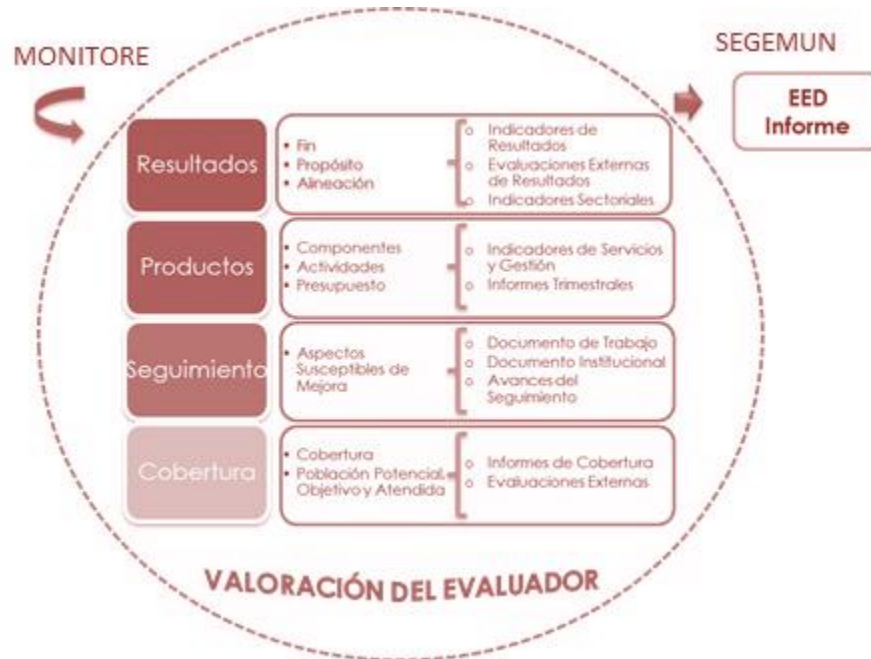 MONITORE
SEGEMUN
EED
Informe
Resultados
• Fin
• Propósito
• Alineación
o Indicadores de
Resultados
o Evaluaciones Externas
de Resultados
o Indicadores Sectoriales
Productos
• Componentes
• Actividades
• Presupuesto
o Indicadores de Servicios
y Gestión
o Informes Trimestrales
Seguimiento
• Aspectos
Susceptibles de
Mejora
o Documento de Trabajo
o Documento Institucional
o Avances del
Seguimiento
Cobertura
• Cobertura
• Población Potencial,
Objetivo y Atendida
o Informes de Cobertura
o Evaluaciones Externas
VALORACIÓN DEL EVALUADOR